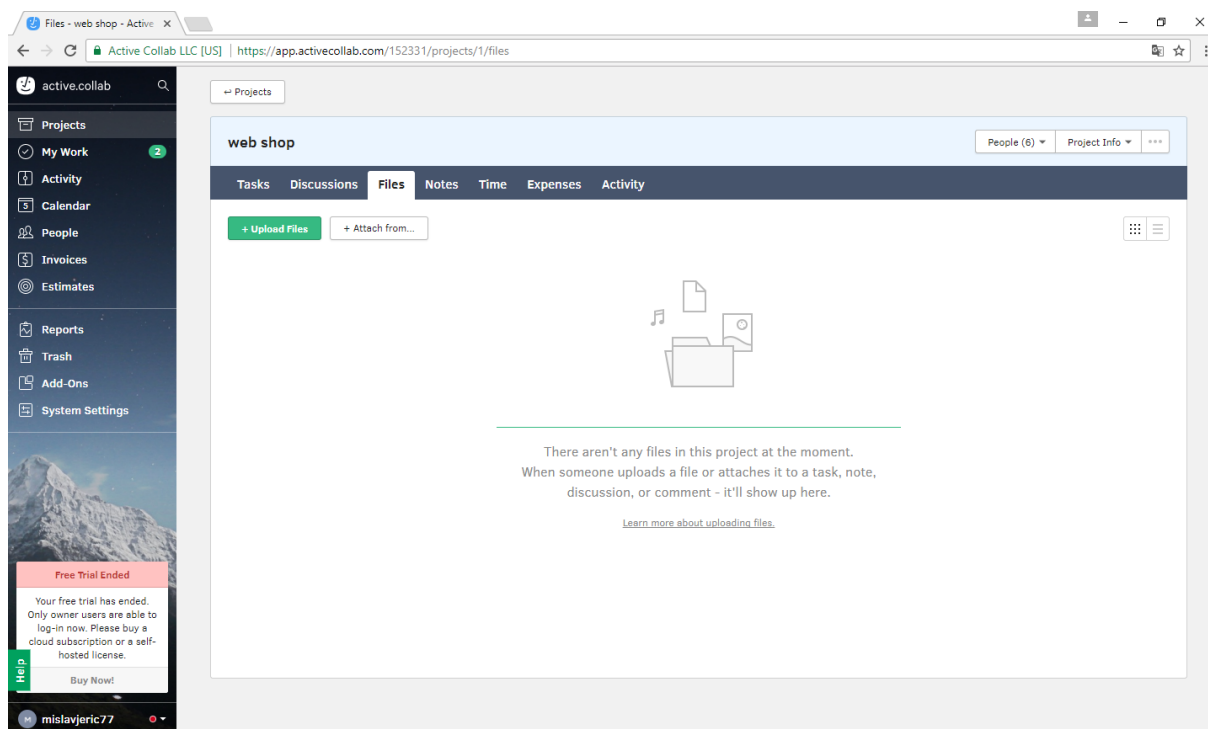 Files - web shop - Active
Active Collab LLC [US] | https://app.activecollab.com/152331/projects/1/files
active.collab
Projects
My Work 2
Activity
5 Calendar
People
$ Invoices
Estimates
Reports
Trash
Add-Ons
System Settings
Free Trial Ended
Your free trial has ended.
Only owner users are able to
log-in now. Please buy a
cloud subscription or a self-
hosted license.
Buy Now!
Help
M mislavjeric77
↩ Projects
web shop
People (6) Project Info
Tasks Discussions Files Notes Time Expenses Activity
+ Upload Files + Attach from...
There aren't any files in this project at the moment.
When someone uploads a file or attaches it to a task, note,
discussion, or comment - it'll show up here.
Learn more about uploading files.